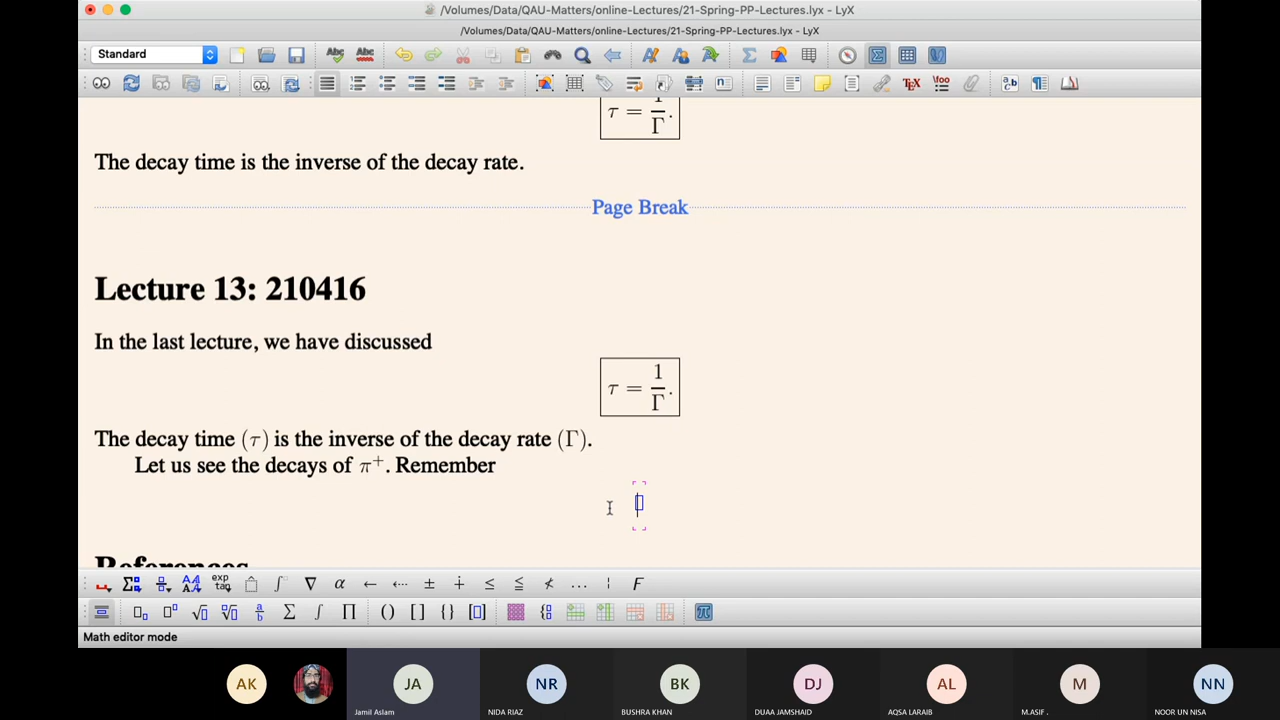 /Volumes/Data/QAU-Matters/online-Lectures/21-Spring-PP-Lectures.lyx - LyX
/Volumes/Data/QAU-Matters/online-Lectures/21-Spring-PP-Lectures.lyx - LyX
Standard
τ = 1/Γ.
The decay time is the inverse of the decay rate.
Page Break
Lecture 13: 210416
In the last lecture, we have discussed
τ = 1/Γ.
The decay time (τ) is the inverse of the decay rate (Γ).
Let us see the decays of π⁺. Remember
References
Math editor mode
AK
JA
NR
BK
DJ
AL
M
NN
Jamil Aslam
NIDA RIAZ
BUSHRA KHAN
DUAA JAMSHAID
AQSA LARAIB
M.ASIF .
NOOR UN NISA